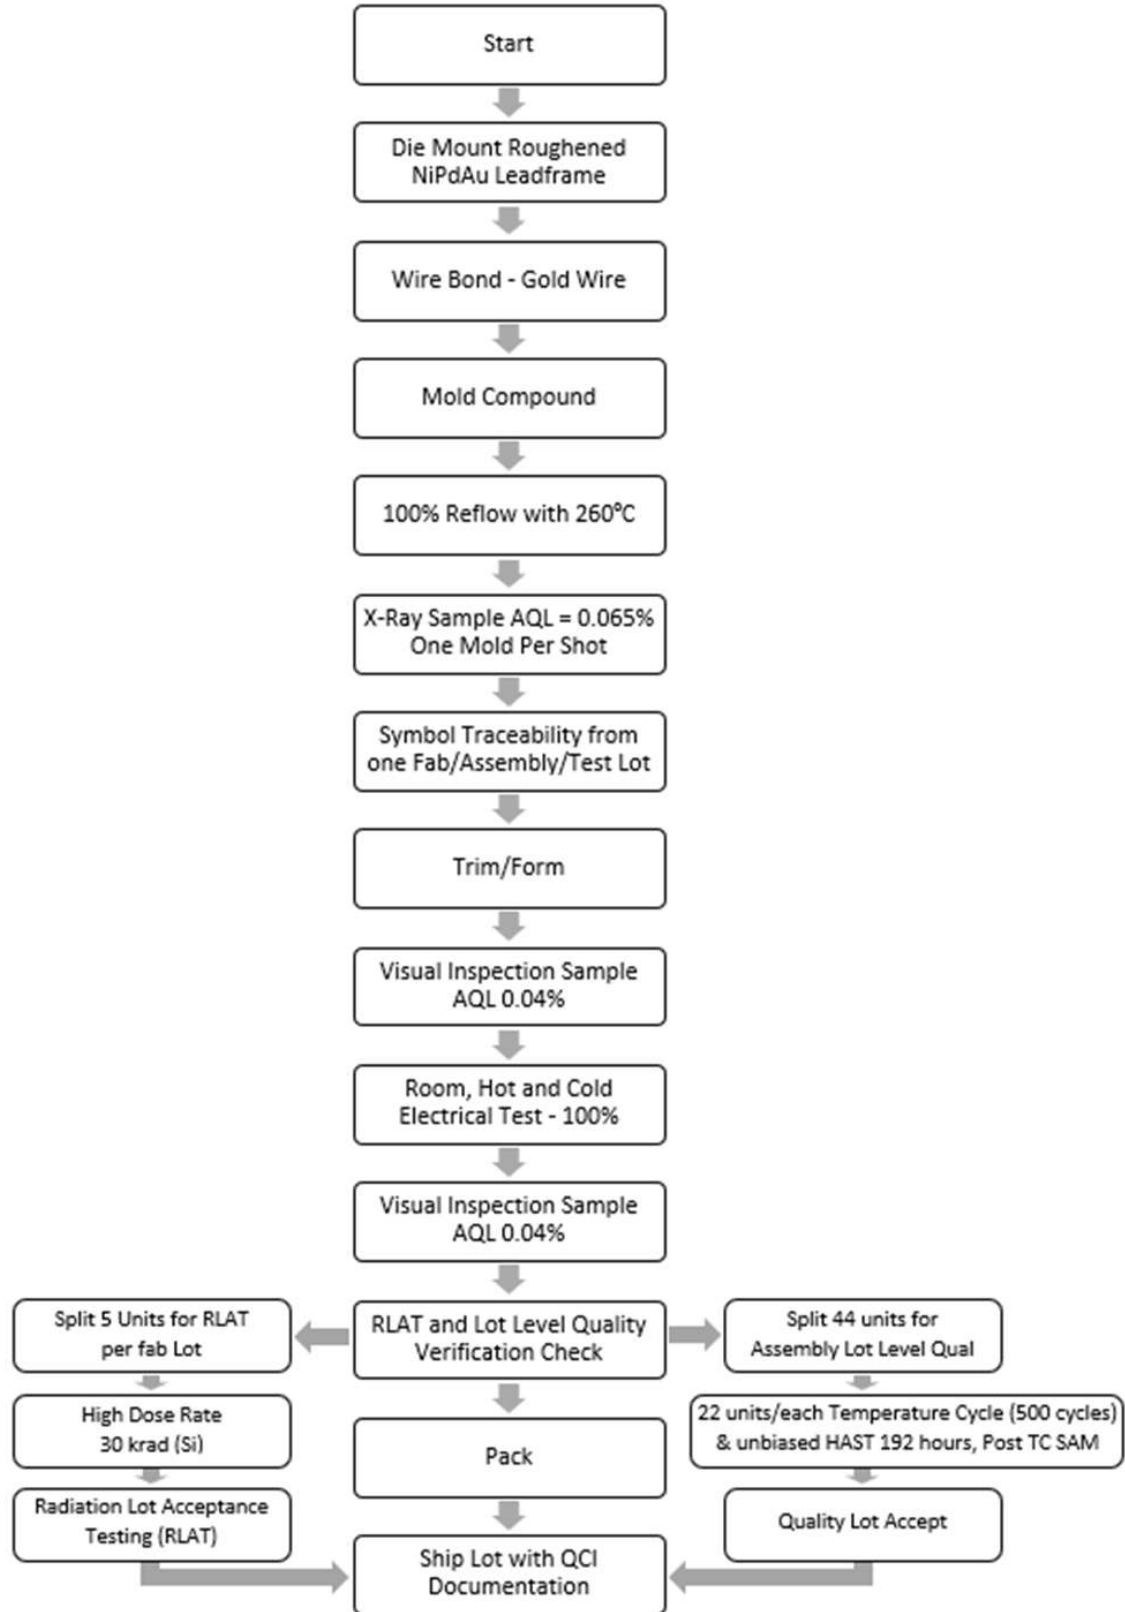 Start
Die Mount Roughened
NiPdAu Leadframe
Wire Bond - Gold Wire
Mold Compound
100% Reflow with 260°C
X-Ray Sample AQL = 0.065%
One Mold Per Shot
Symbol Traceability from
one Fab/Assembly/Test Lot
Trim/Form
Visual Inspection Sample
AQL 0.04%
Room, Hot and Cold
Electrical Test - 100%
Visual Inspection Sample
AQL 0.04%
RLAT and Lot Level Quality
Verification Check
Split 5 Units for RLAT
per fab Lot
High Dose Rate
30 krad (Si)
Radiation Lot Acceptance
Testing (RLAT)
Split 44 units for
Assembly Lot Level Qual
22 units/each Temperature Cycle (500 cycles)
& unbiased HAST 192 hours, Post TC SAM
Quality Lot Accept
Pack
Ship Lot with QCI
Documentation